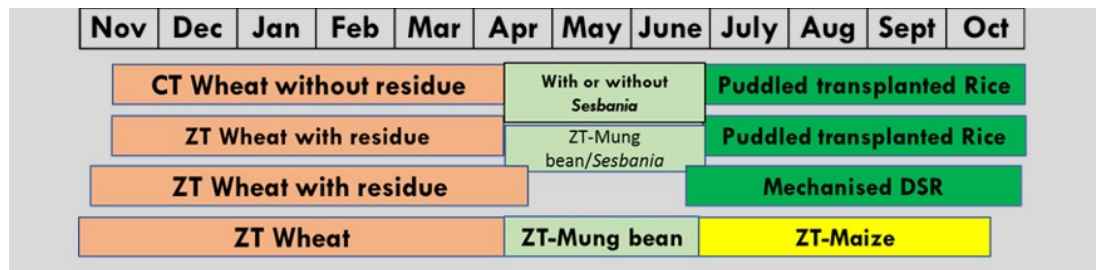 Nov Dec Jan Feb Mar Apr May June July Aug Sept Oct
CT Wheat without residue
With or without
Sesbania
Puddled transplanted Rice
ZT Wheat with residue
ZT-Mung
bean/Sesbania
Puddled transplanted Rice
ZT Wheat with residue
Mechanised DSR
ZT Wheat
ZT-Mung bean
ZT-Maize